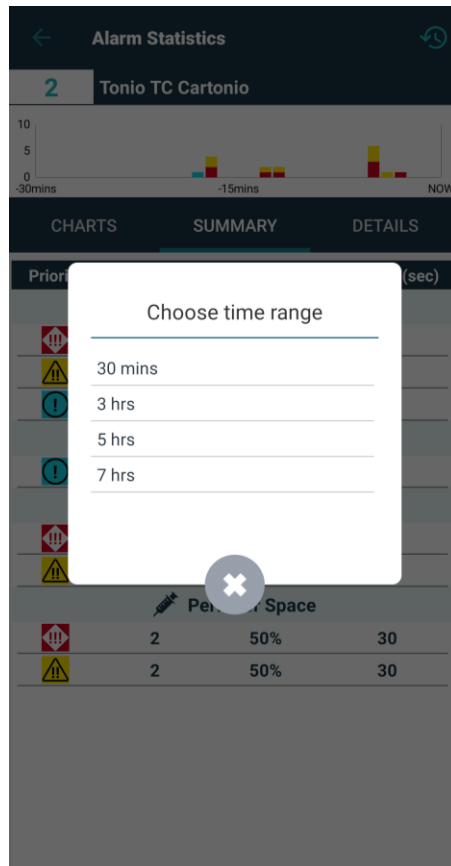 Alarm Statistics
2 Tonio TC Cartonio
10
5
0
-30mins -15mins NOW
CHARTS SUMMARY DETAILS
Priori (sec)
Choose time range
30 mins
3 hrs
5 hrs
7 hrs
Space
2 50% 30
2 50% 30